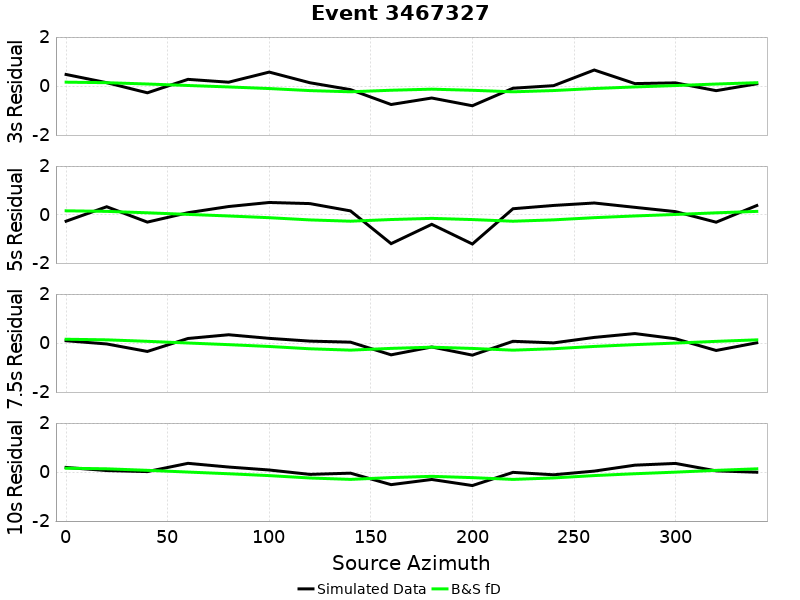 Event 3467327
3s Residual
2
0
-2
5s Residual
2
0
-2
7.5s Residual
2
0
-2
10s Residual
2
0
-2
0 50 100 150 200 250 300
Source Azimuth
Simulated Data B&S fD